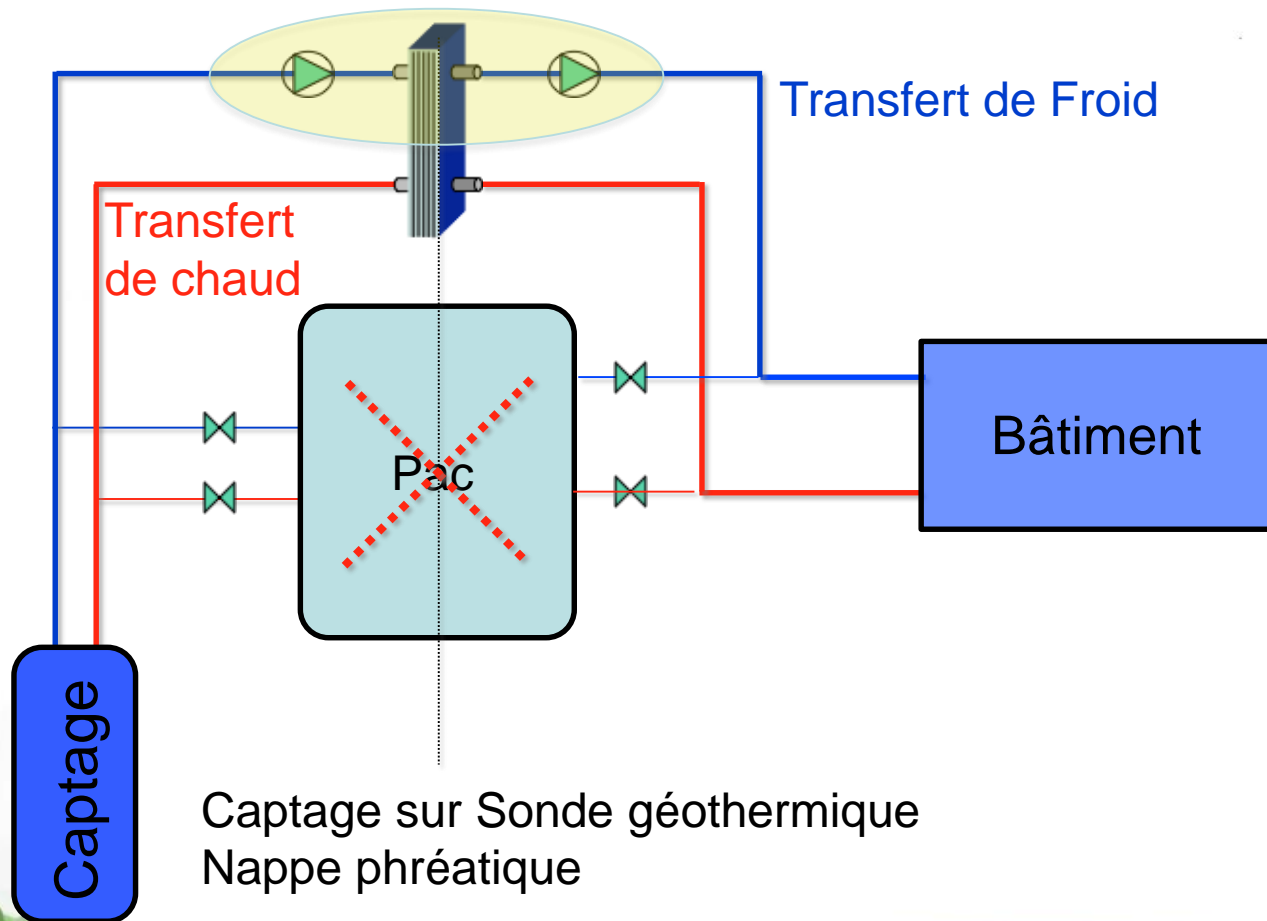 Transfert de Froid
Transfert
de chaud
Pac
Bâtiment
Captage
Captage sur Sonde géothermique
Nappe phréatique